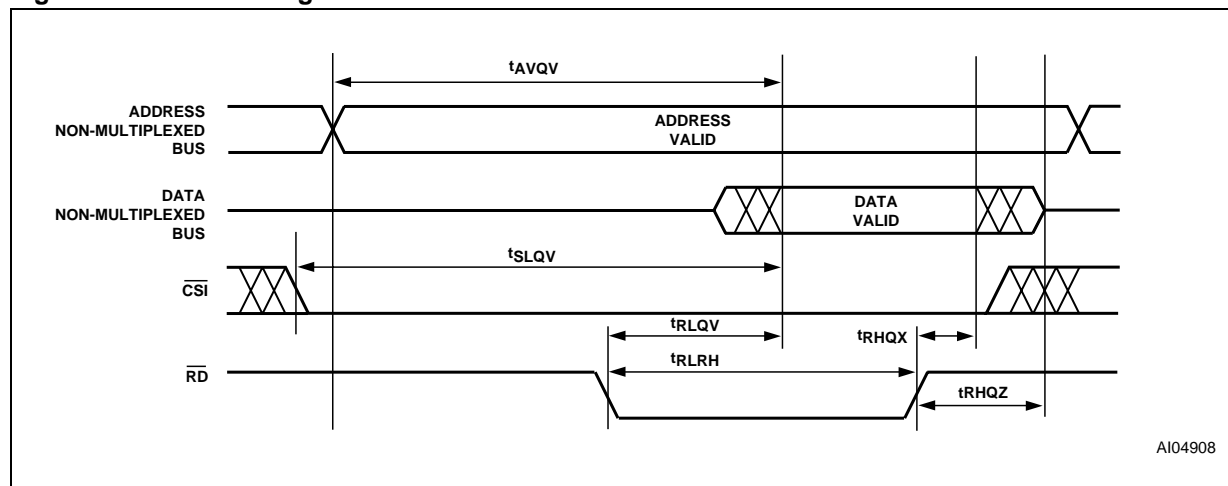 tAVQV
ADDRESS
NON-MULTIPLEXED
BUS
ADDRESS
VALID
DATA
NON-MULTIPLEXED
BUS
DATA
VALID
tSLQV
CSI
tRLQV
tRHQX
tRLRH
RD
tRHQZ
AI04908